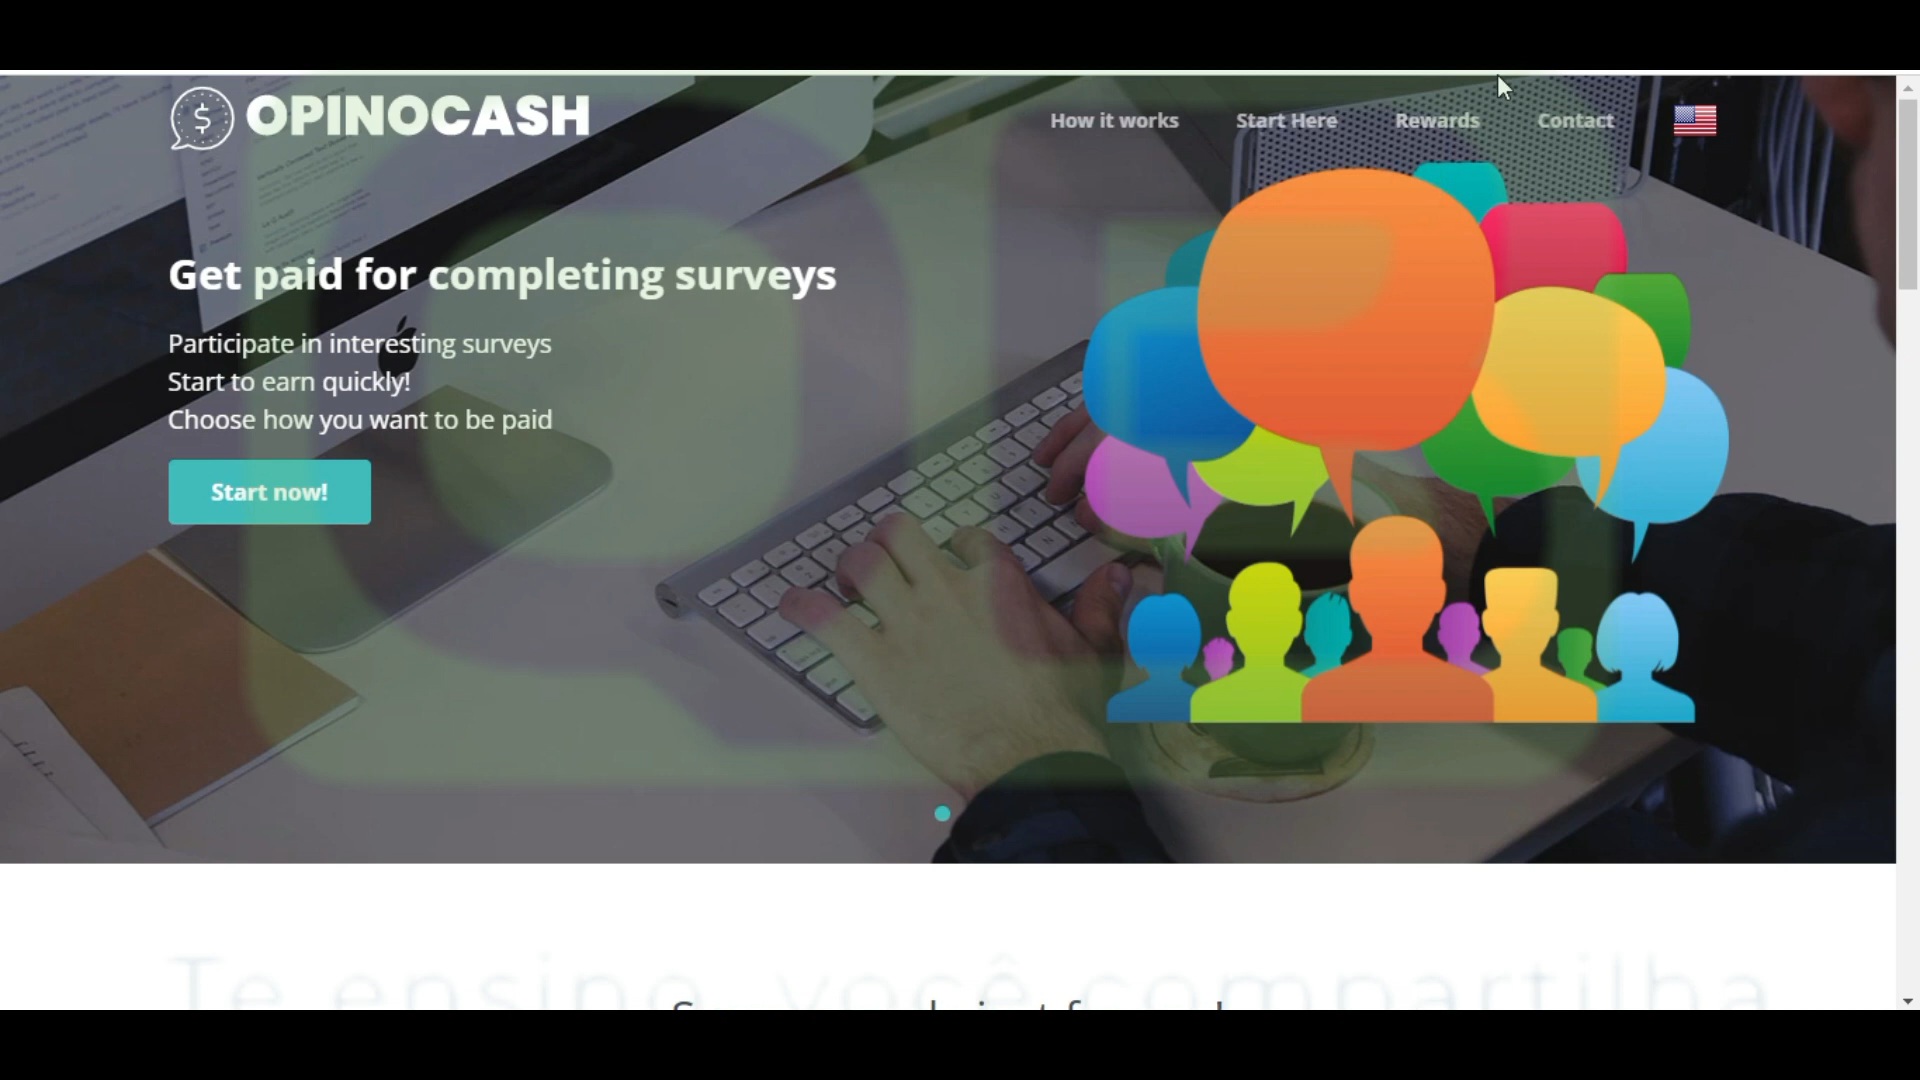 OPINOCASH
How it works Start Here Rewards Contact
Get paid for completing surveys
Participate in interesting surveys
Start to earn quickly!
Choose how you want to be paid
Start now!
Te ensino, você compartilha